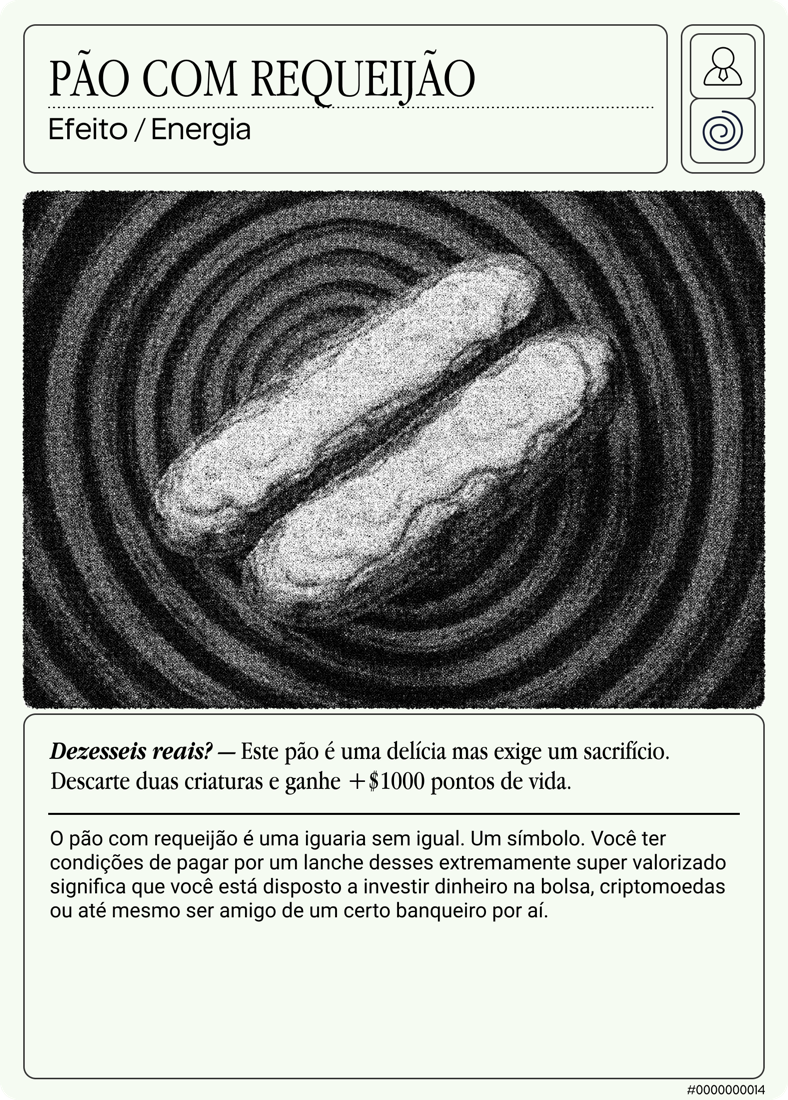 PÃO COM REQUEIJÃO
Efeito / Energia
Dezesseis reais? — Este pão é uma delícia mas exige um sacrifício.
Descarte duas criaturas e ganhe +$1000 pontos de vida.
O pão com requeijão é uma iguaria sem igual. Um símbolo. Você ter
condições de pagar por um lanche desses extremamente super valorizado
significa que você está disposto a investir dinheiro na bolsa, criptomoedas
ou até mesmo ser amigo de um certo banqueiro por aí.
#0000000014